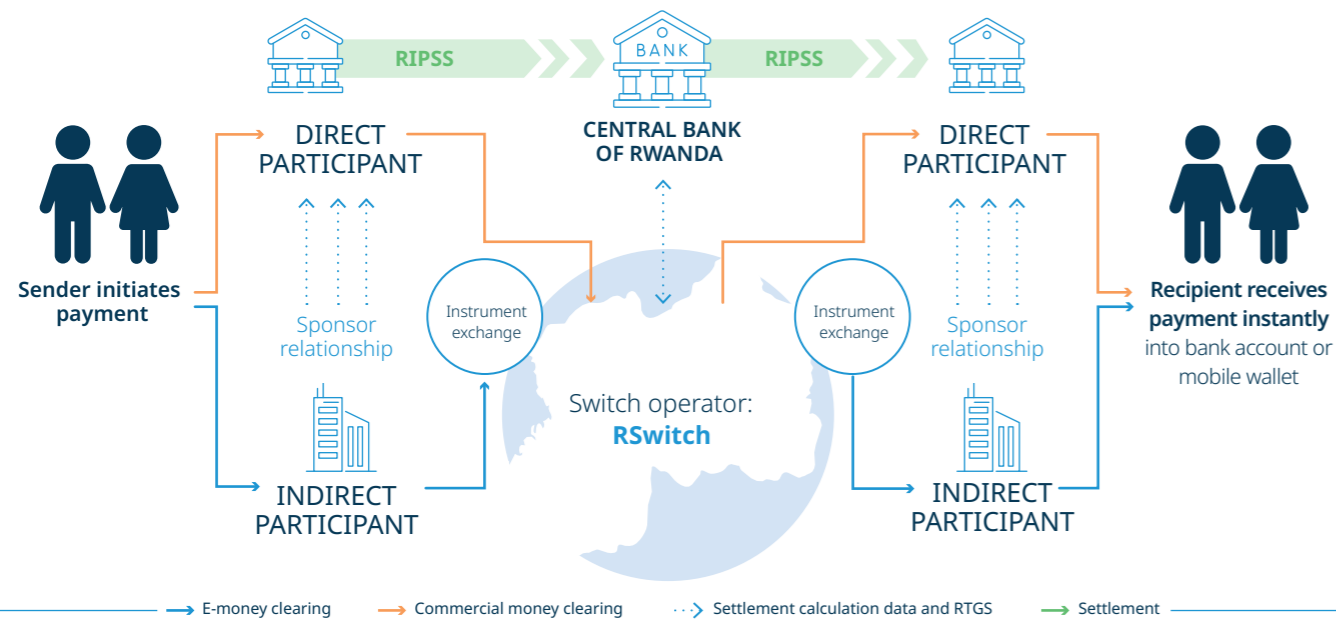 RIPSS
BANK
RIPSS
CENTRAL BANK
OF RWANDA
DIRECT
PARTICIPANT
DIRECT
PARTICIPANT
Sender initiates
payment
Sponsor
relationship
Instrument
exchange
Instrument
exchange
Sponsor
relationship
Recipient receives
payment instantly
into bank account or
mobile wallet
Switch operator:
RSwitch
INDIRECT
PARTICIPANT
INDIRECT
PARTICIPANT
E-money clearing
Commercial money clearing
Settlement calculation data and RTGS
Settlement